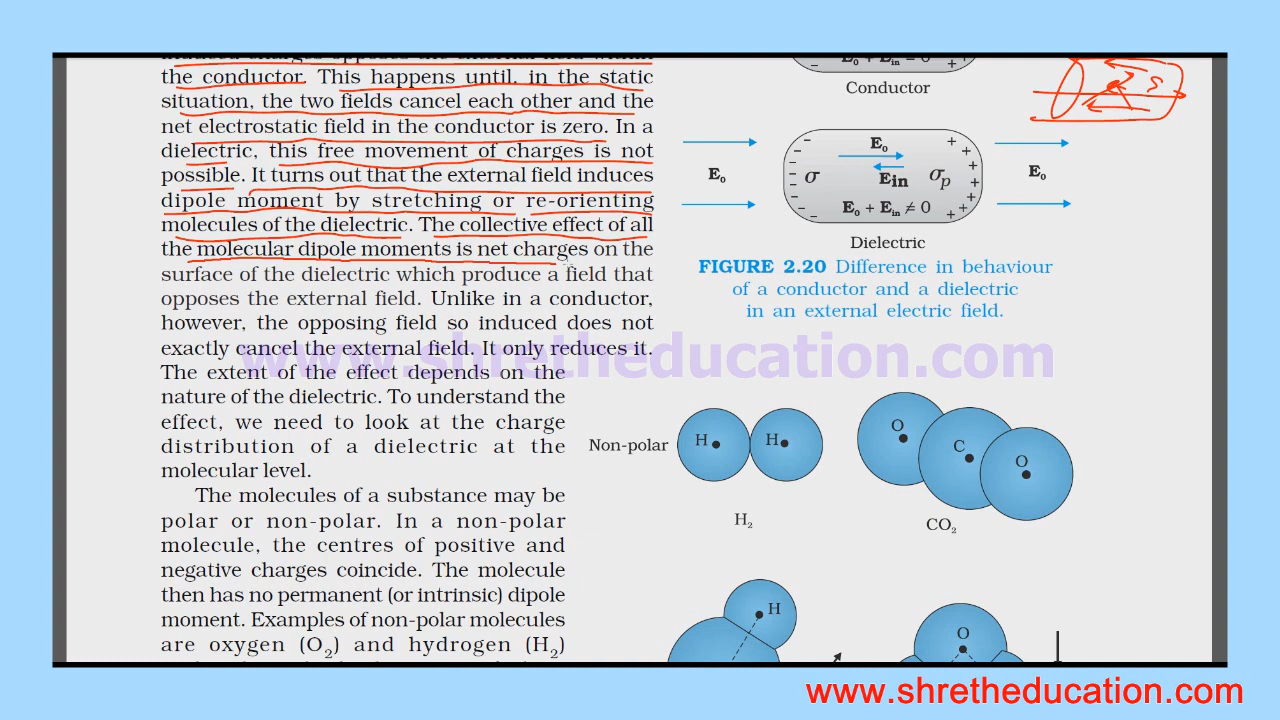 the conductor. This happens until, in the static
situation, the two fields cancel each other and the
net electrostatic field in the conductor is zero. In a
dielectric, this free movement of charges is not
possible. It turns out that the external field induces
dipole moment by stretching or re-orienting
molecules of the dielectric. The collective effect of all
the molecular dipole moments is net charges on the
surface of the dielectric which produce a field that
opposes the external field. Unlike in a conductor,
however, the opposing field so induced does not
exactly cancel the external field. It only reduces it.
The extent of the effect depends on the
nature of the dielectric. To understand the
effect, we need to look at the charge
distribution of a dielectric at the
molecular level.
The molecules of a substance may be
polar or non-polar. In a non-polar
molecule, the centres of positive and
negative charges coincide. The molecule
then has no permanent (or intrinsic) dipole
moment. Examples of non-polar molecules
are oxygen (O₂) and hydrogen (H₂)
E₀ + Eᵢₙ = 0
Conductor
E₀
E₀
σ
Ein
σₚ
E₀
E₀ + Eᵢₙ ≠ 0
Dielectric
FIGURE 2.20 Difference in behaviour
of a conductor and a dielectric
in an external electric field.
www.shretheducation.com
Non-polar
H
H
O
C
O
H₂
CO₂
H
O
www.shretheducation.com